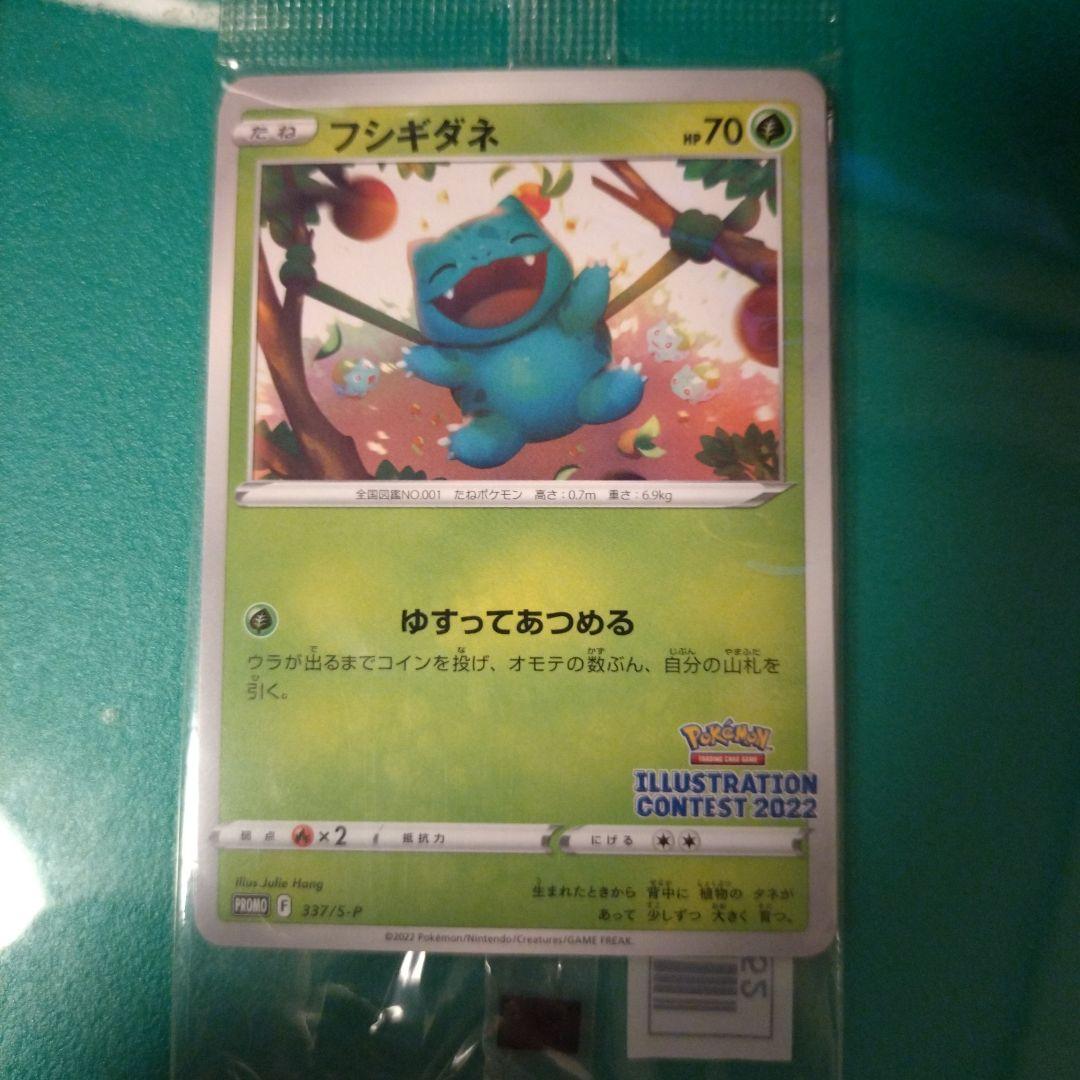 たね フシギダネ HP70
全国図鑑NO.001 たねポケモン 高さ:0.7m 重さ:6.9kg
ゆすってあつめる
ウラが出るまでコインを投げ、オモテの数ぶん、自分の山札を
引く。
POKéMON
TRADING CARD GAME
ILLUSTRATION
CONTEST 2022
弱点 ×2 抵抗力 にげる
Illus. Julie Hang
PROMO F 337/S-P
生まれたときから 背中に 植物の タネが
あって 少しずつ 大きく 育つ。
©2022 Pokémon/Nintendo/Creatures/GAME FREAK.